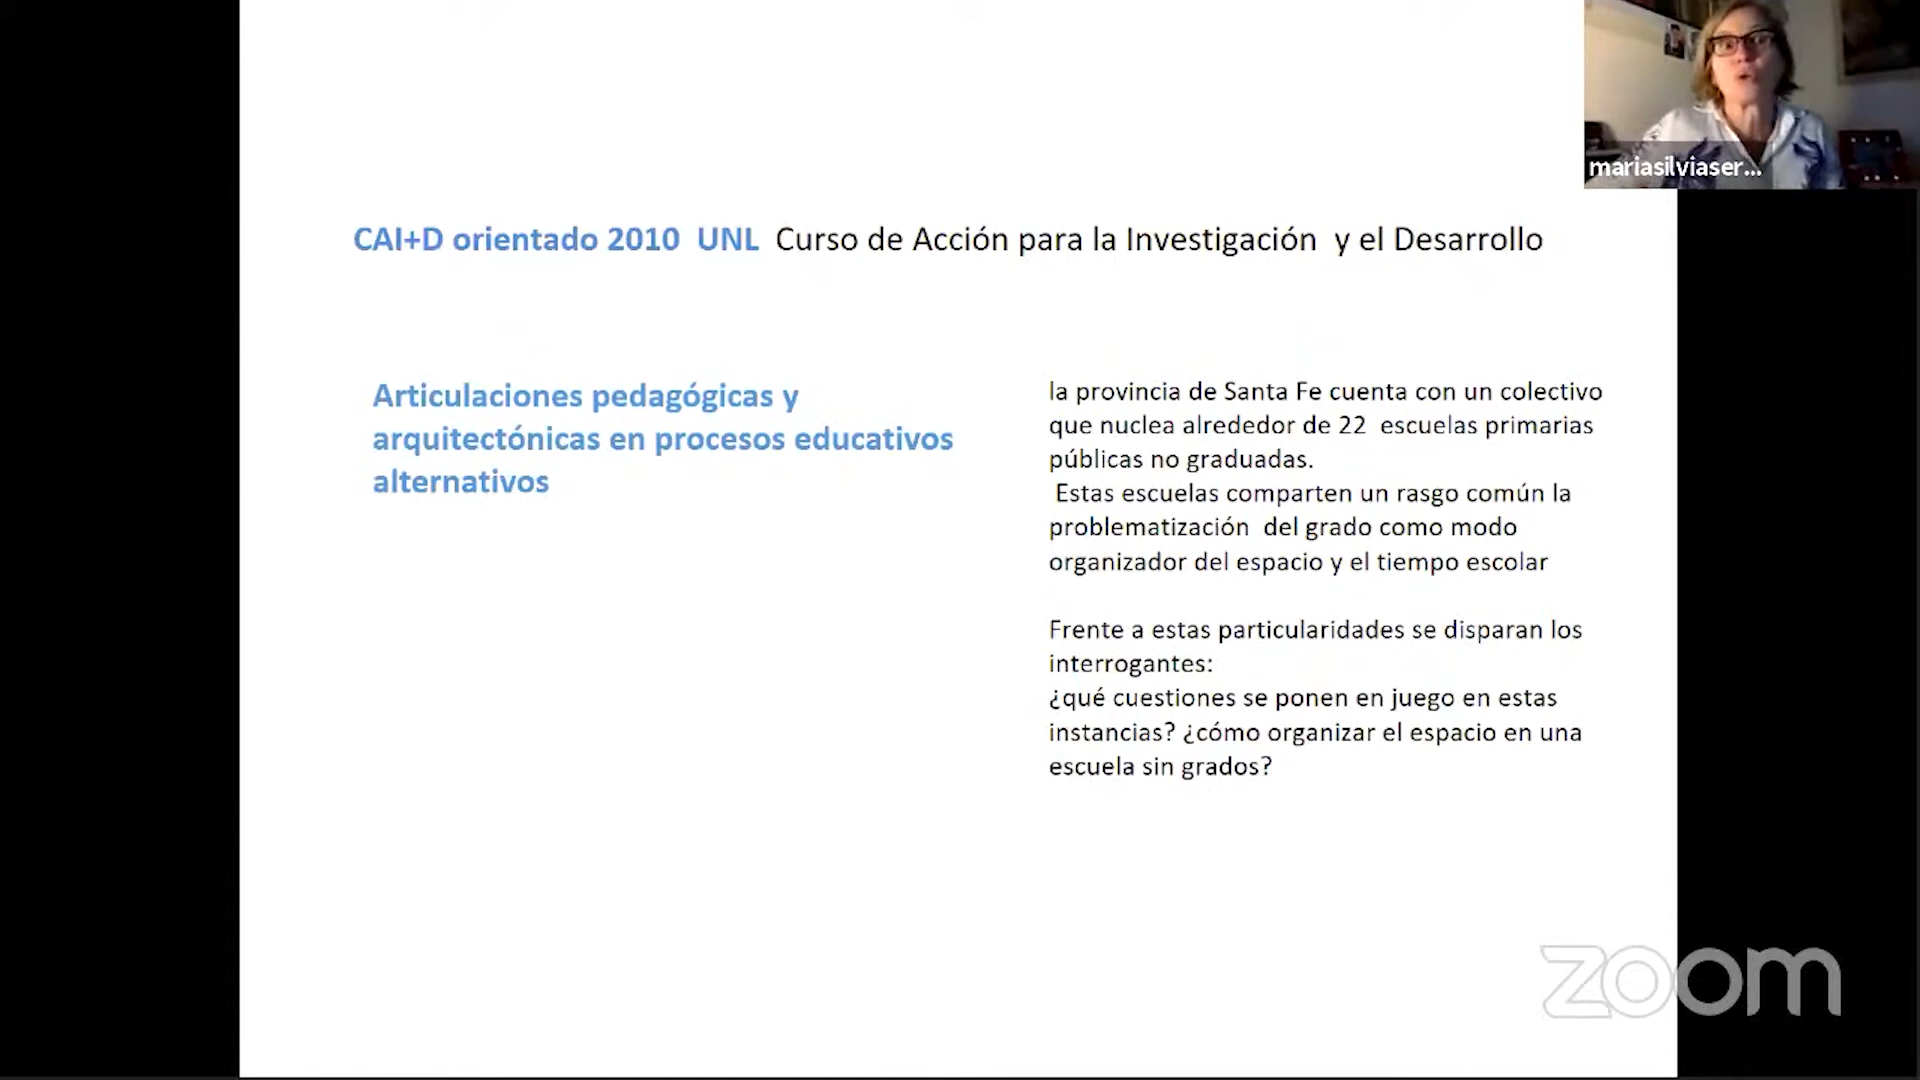 mariasilviaser...
CAI+D orientado 2010 UNL Curso de Acción para la Investigación y el Desarrollo
Articulaciones pedagógicas y
arquitectónicas en procesos educativos
alternativos
la provincia de Santa Fe cuenta con un colectivo
que nuclea alrededor de 22 escuelas primarias
públicas no graduadas.
Estas escuelas comparten un rasgo común la
problematización del grado como modo
organizador del espacio y el tiempo escolar
Frente a estas particularidades se disparan los
interrogantes:
¿qué cuestiones se ponen en juego en estas
instancias? ¿cómo organizar el espacio en una
escuela sin grados?
zoom